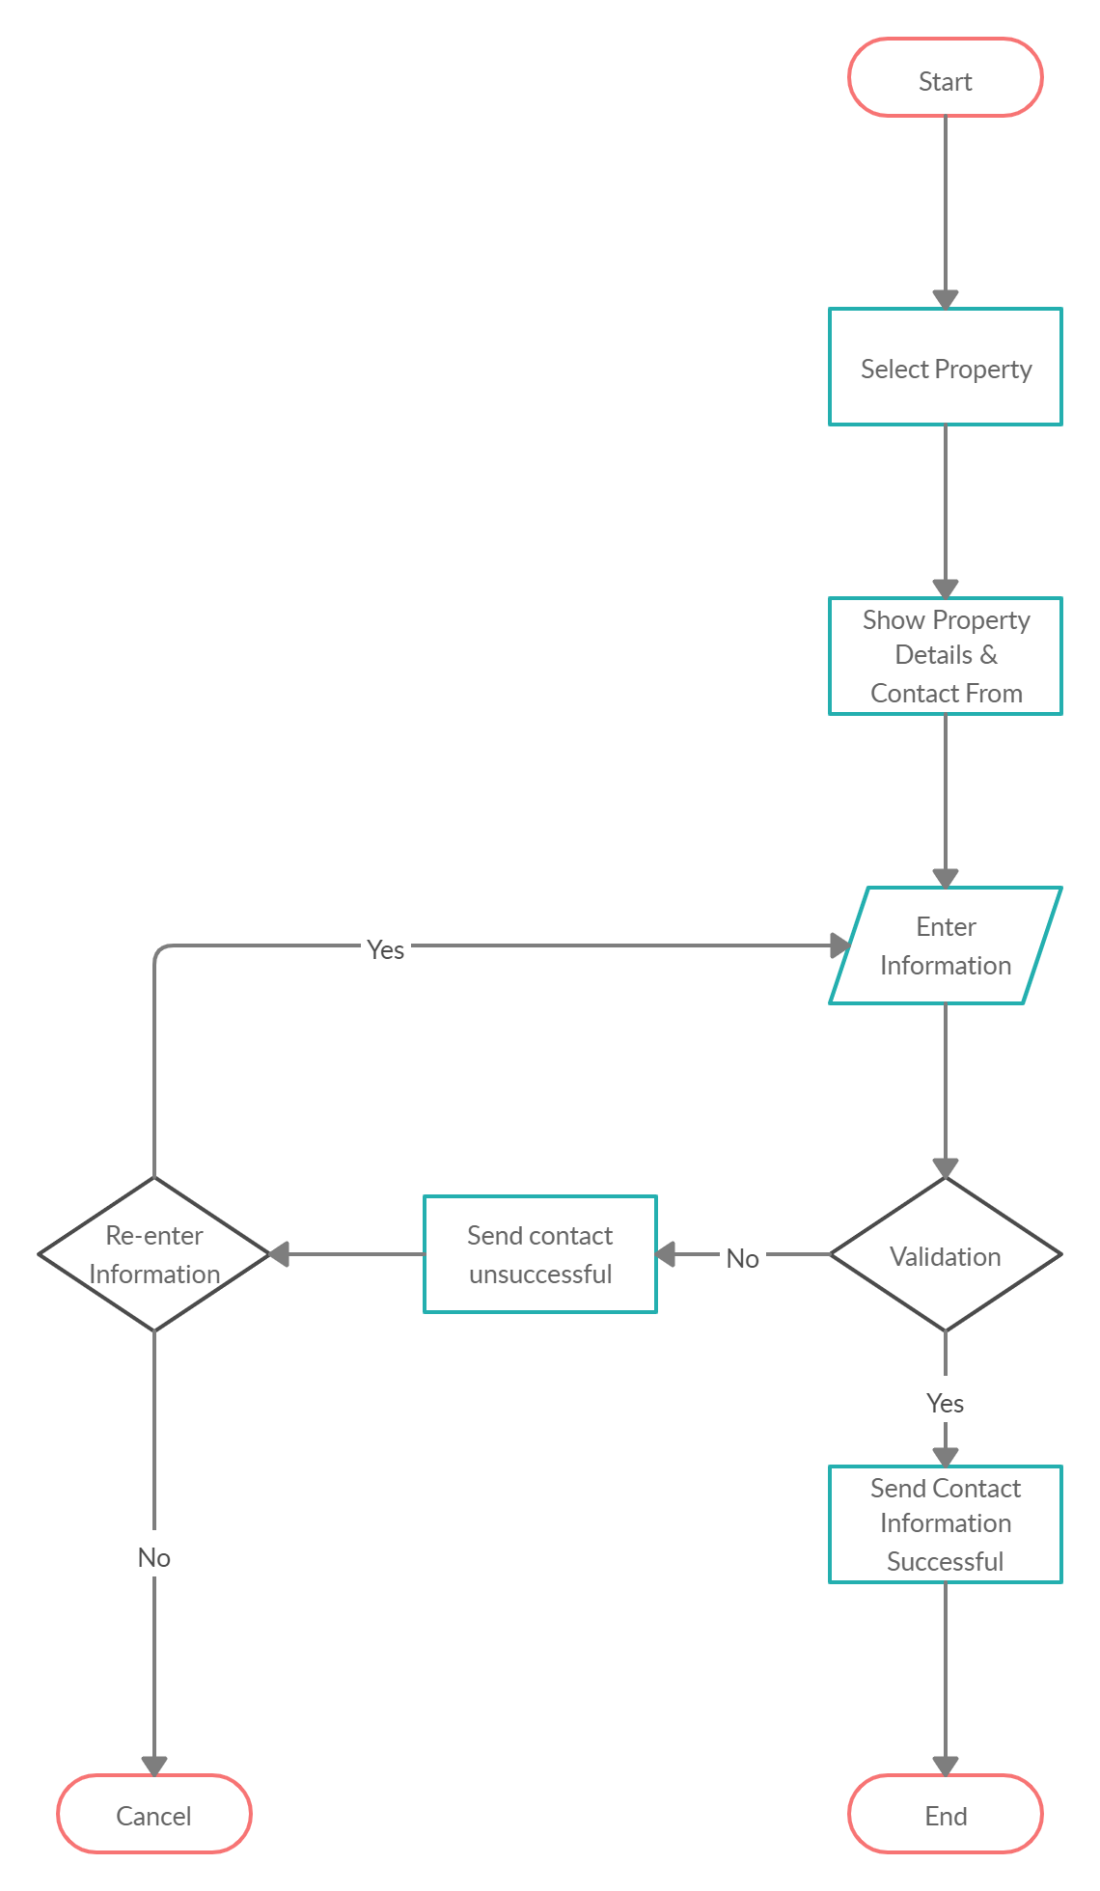 Start
Select Property
Show Property
Details &
Contact From
Enter
Information
Yes
Re-enter
Information
Send contact
unsuccessful
No
Validation
Yes
Send Contact
Information
Successful
No
Cancel
End